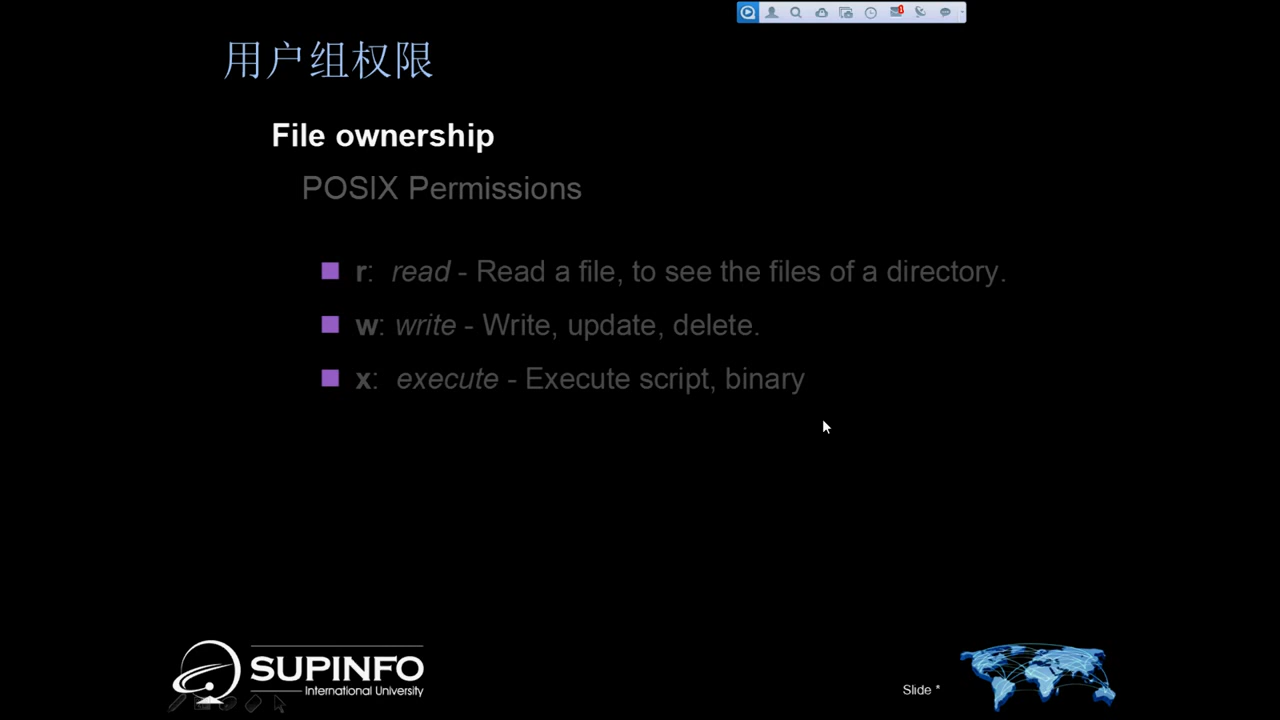 用户组权限
File ownership
POSIX Permissions
r: read - Read a file, to see the files of a directory.
w: write - Write, update, delete.
x: execute - Execute script, binary
SUPINFO
International University
Slide *